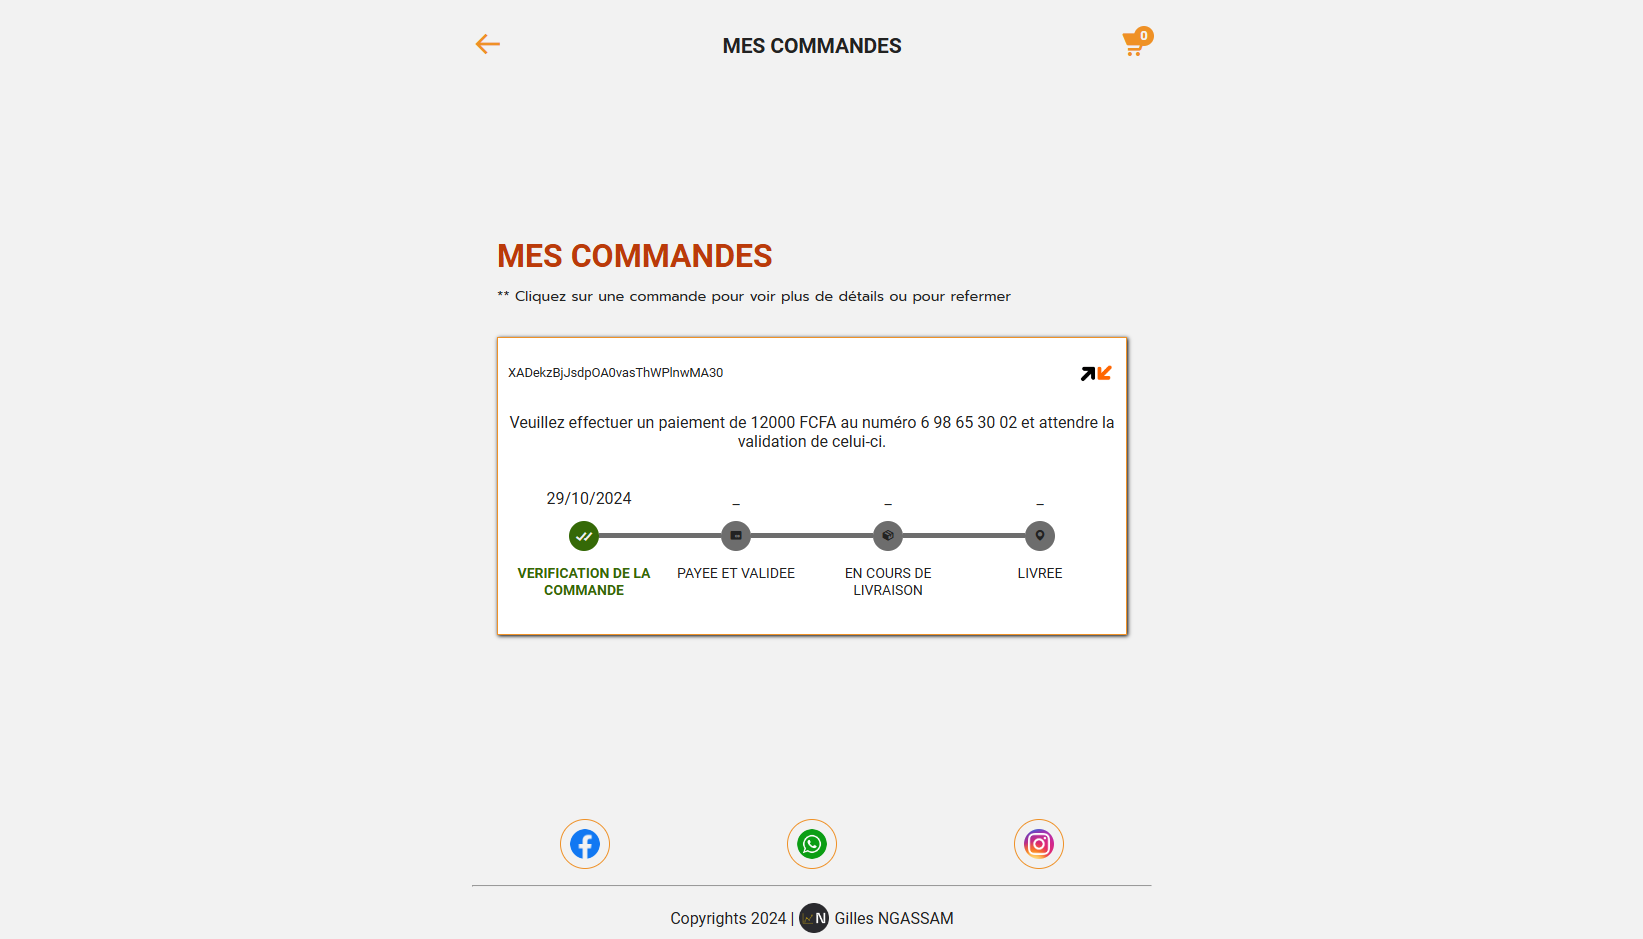 MES COMMANDES
0
MES COMMANDES
** Cliquez sur une commande pour voir plus de détails ou pour refermer
XADekzBjJsdpOA0vasThWPlnwMA30
Veuillez effectuer un paiement de 12000 FCFA au numéro 6 98 65 30 02 et attendre la
validation de celui-ci.
29/10/2024
_
_
_
VERIFICATION DE LA
COMMANDE
PAYEE ET VALIDEE
EN COURS DE
LIVRAISON
LIVREE
Copyrights 2024 | N Gilles NGASSAM